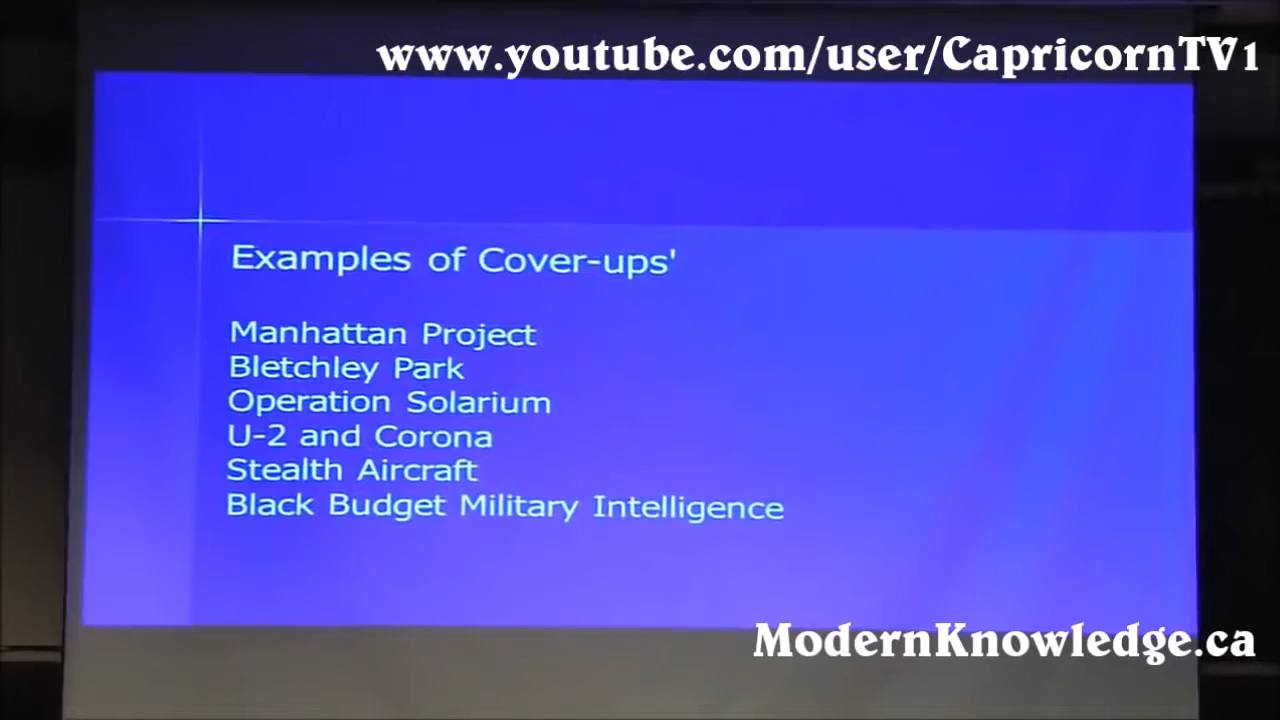 www.youtube.com/user/CapricornTV1
Examples of Cover-ups'
Manhattan Project
Bletchley Park
Operation Solarium
U-2 and Corona
Stealth Aircraft
Black Budget Military Intelligence
ModernKnowledge.ca